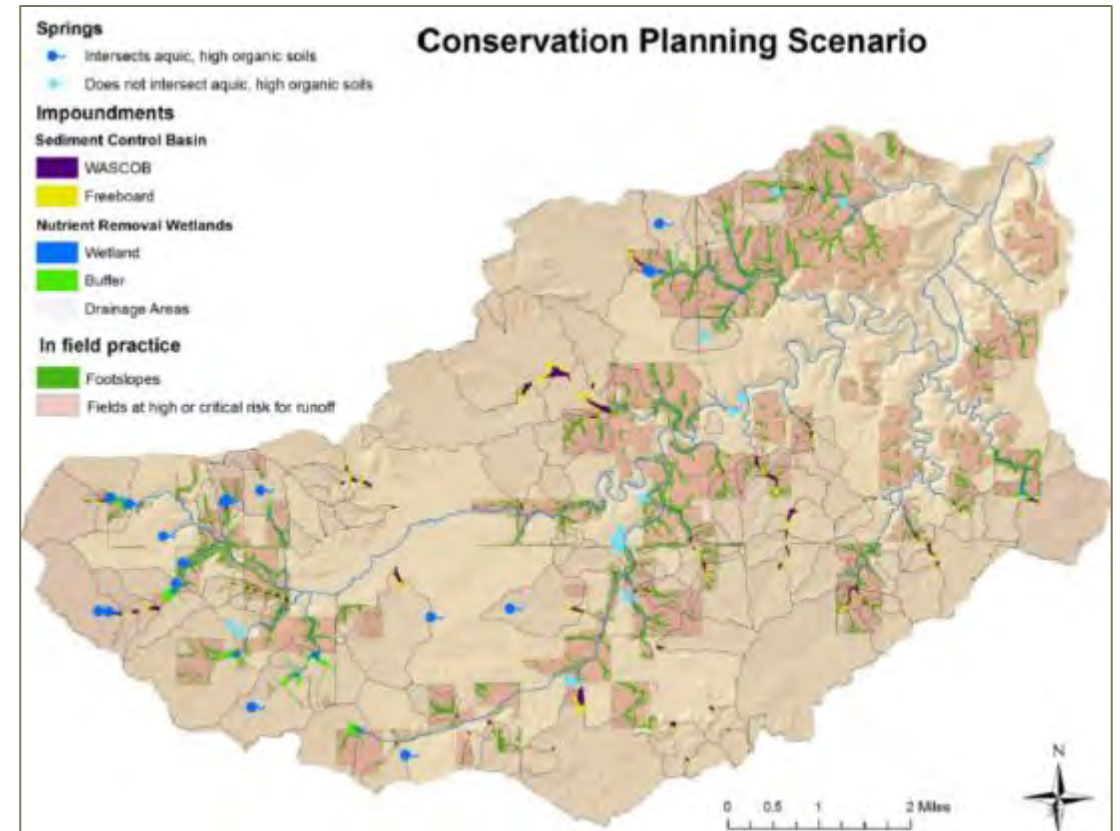 Conservation Planning Scenario
Springs
Intersects aquic, high organic soils
Does not intersect aquic, high organic soils
Impoundments
Sediment Control Basin
WASCOB
Freeboard
Nutrient Removal Wetlands
Wetland
Buffer
Drainage Areas
In field practice
Footslopes
Fields at high or critical risk for runoff
N
0 0.5 1 2 Miles